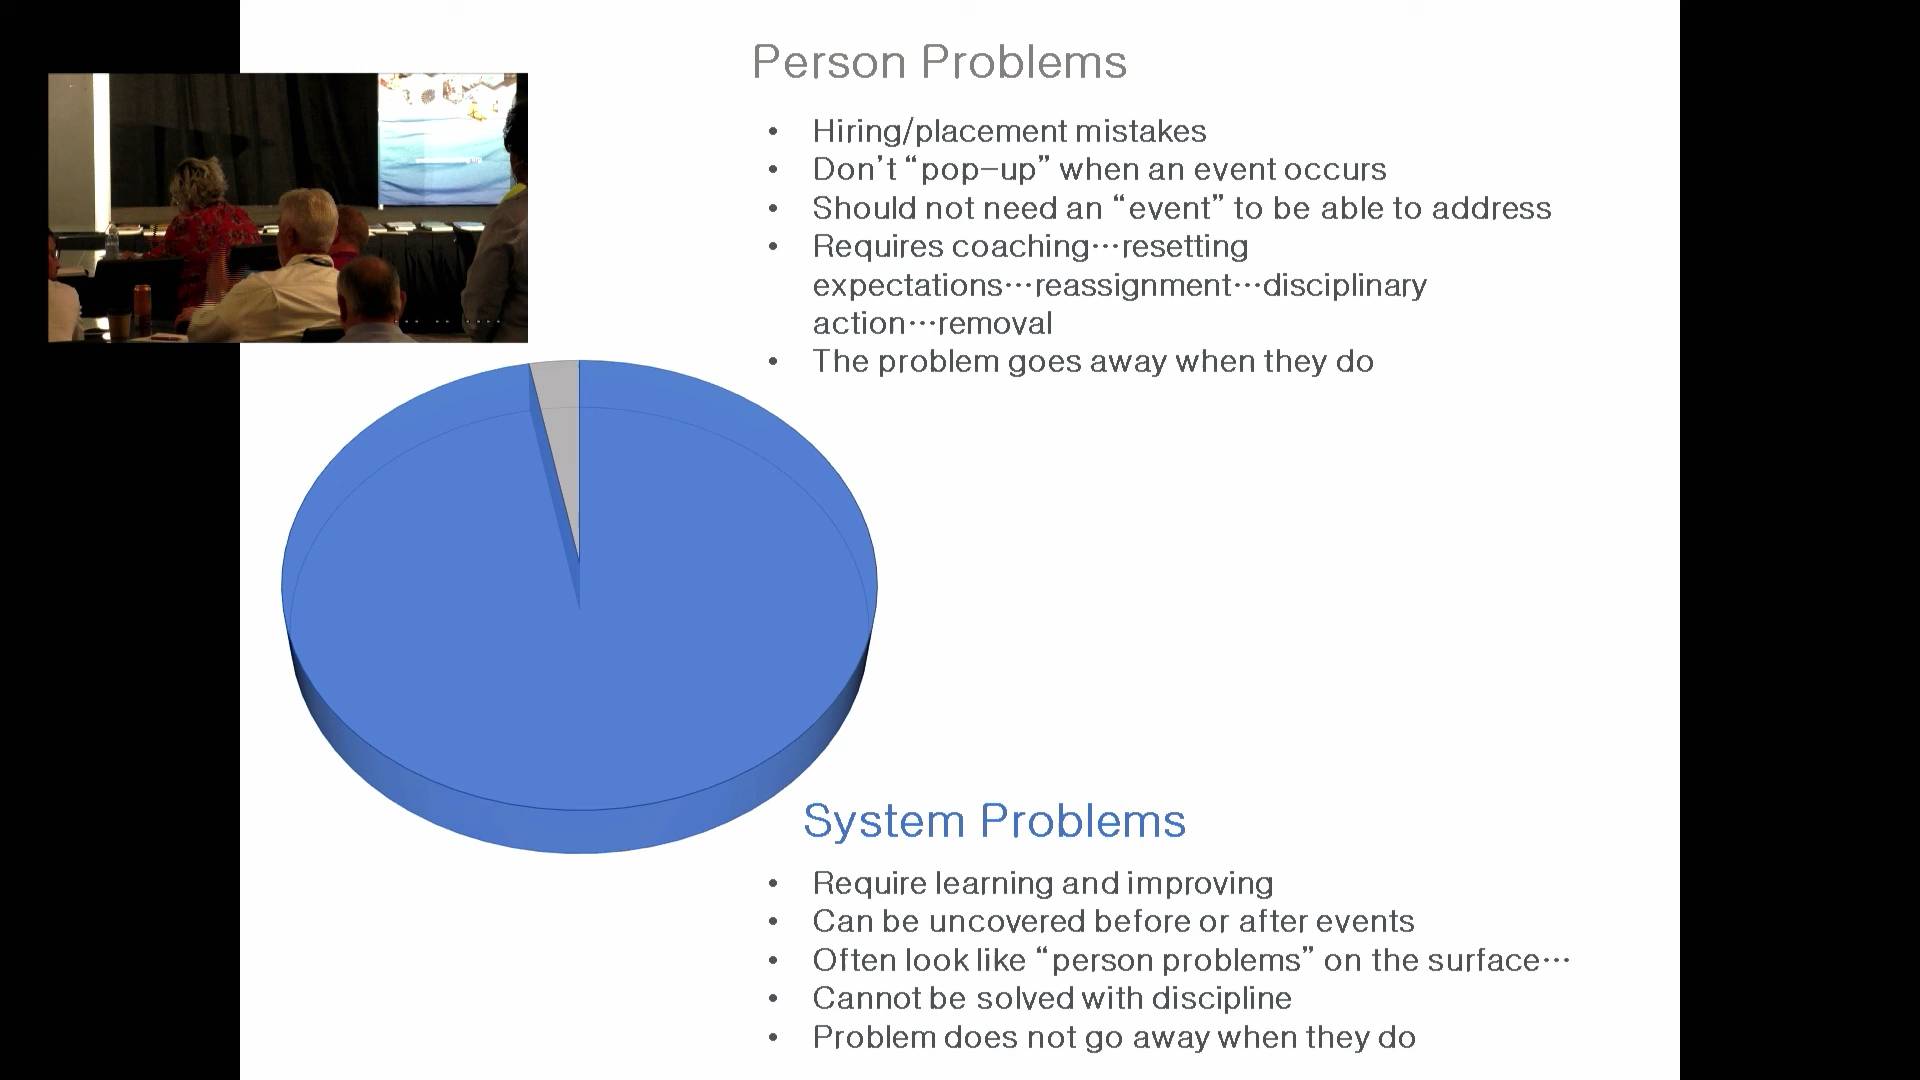 Person Problems
• Hiring/placement mistakes
• Don’t “pop-up” when an event occurs
• Should not need an “event” to be able to address
• Requires coaching…resetting
expectations…reassignment…disciplinary
action…removal
• The problem goes away when they do
System Problems
• Require learning and improving
• Can be uncovered before or after events
• Often look like “person problems” on the surface…
• Cannot be solved with discipline
• Problem does not go away when they do